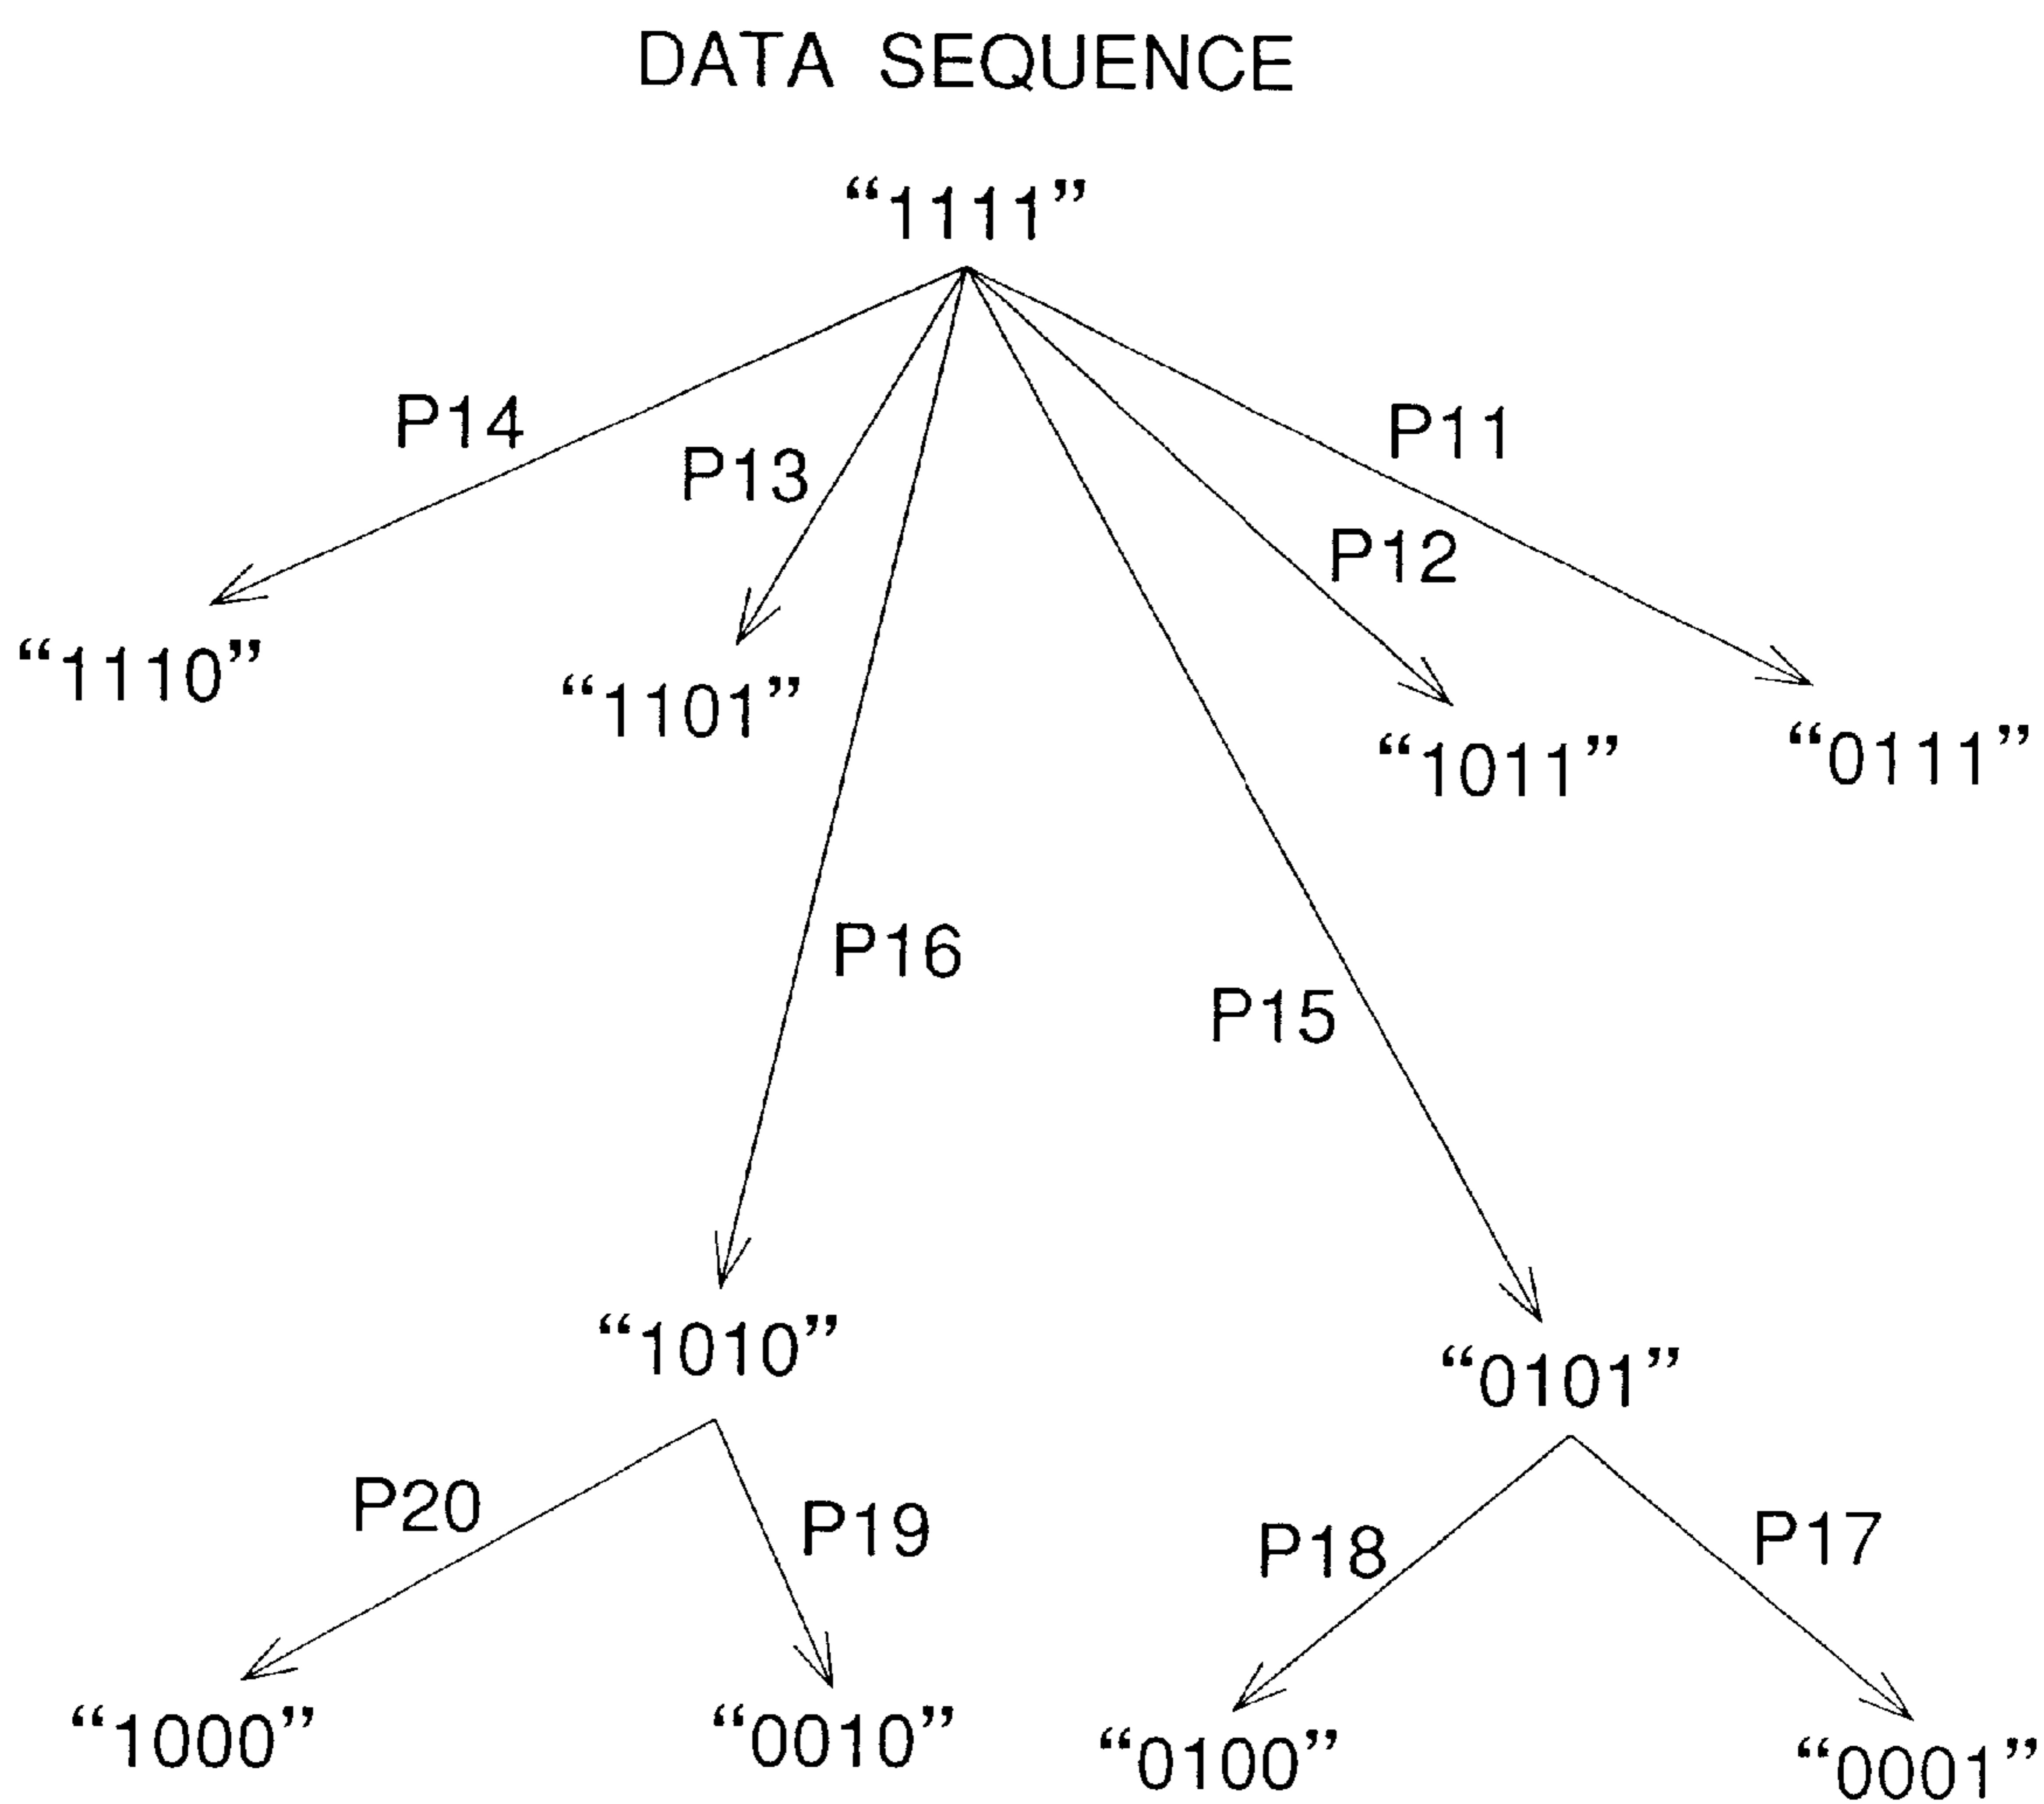 DATA SEQUENCE
“1111”
P14
P13
P11
P12
“1110”
“1101”
“1011”
“0111”
P16
P15
“1010”
“0101”
P20
P19
P18
P17
“1000”
“0010”
“0100”
“0001”